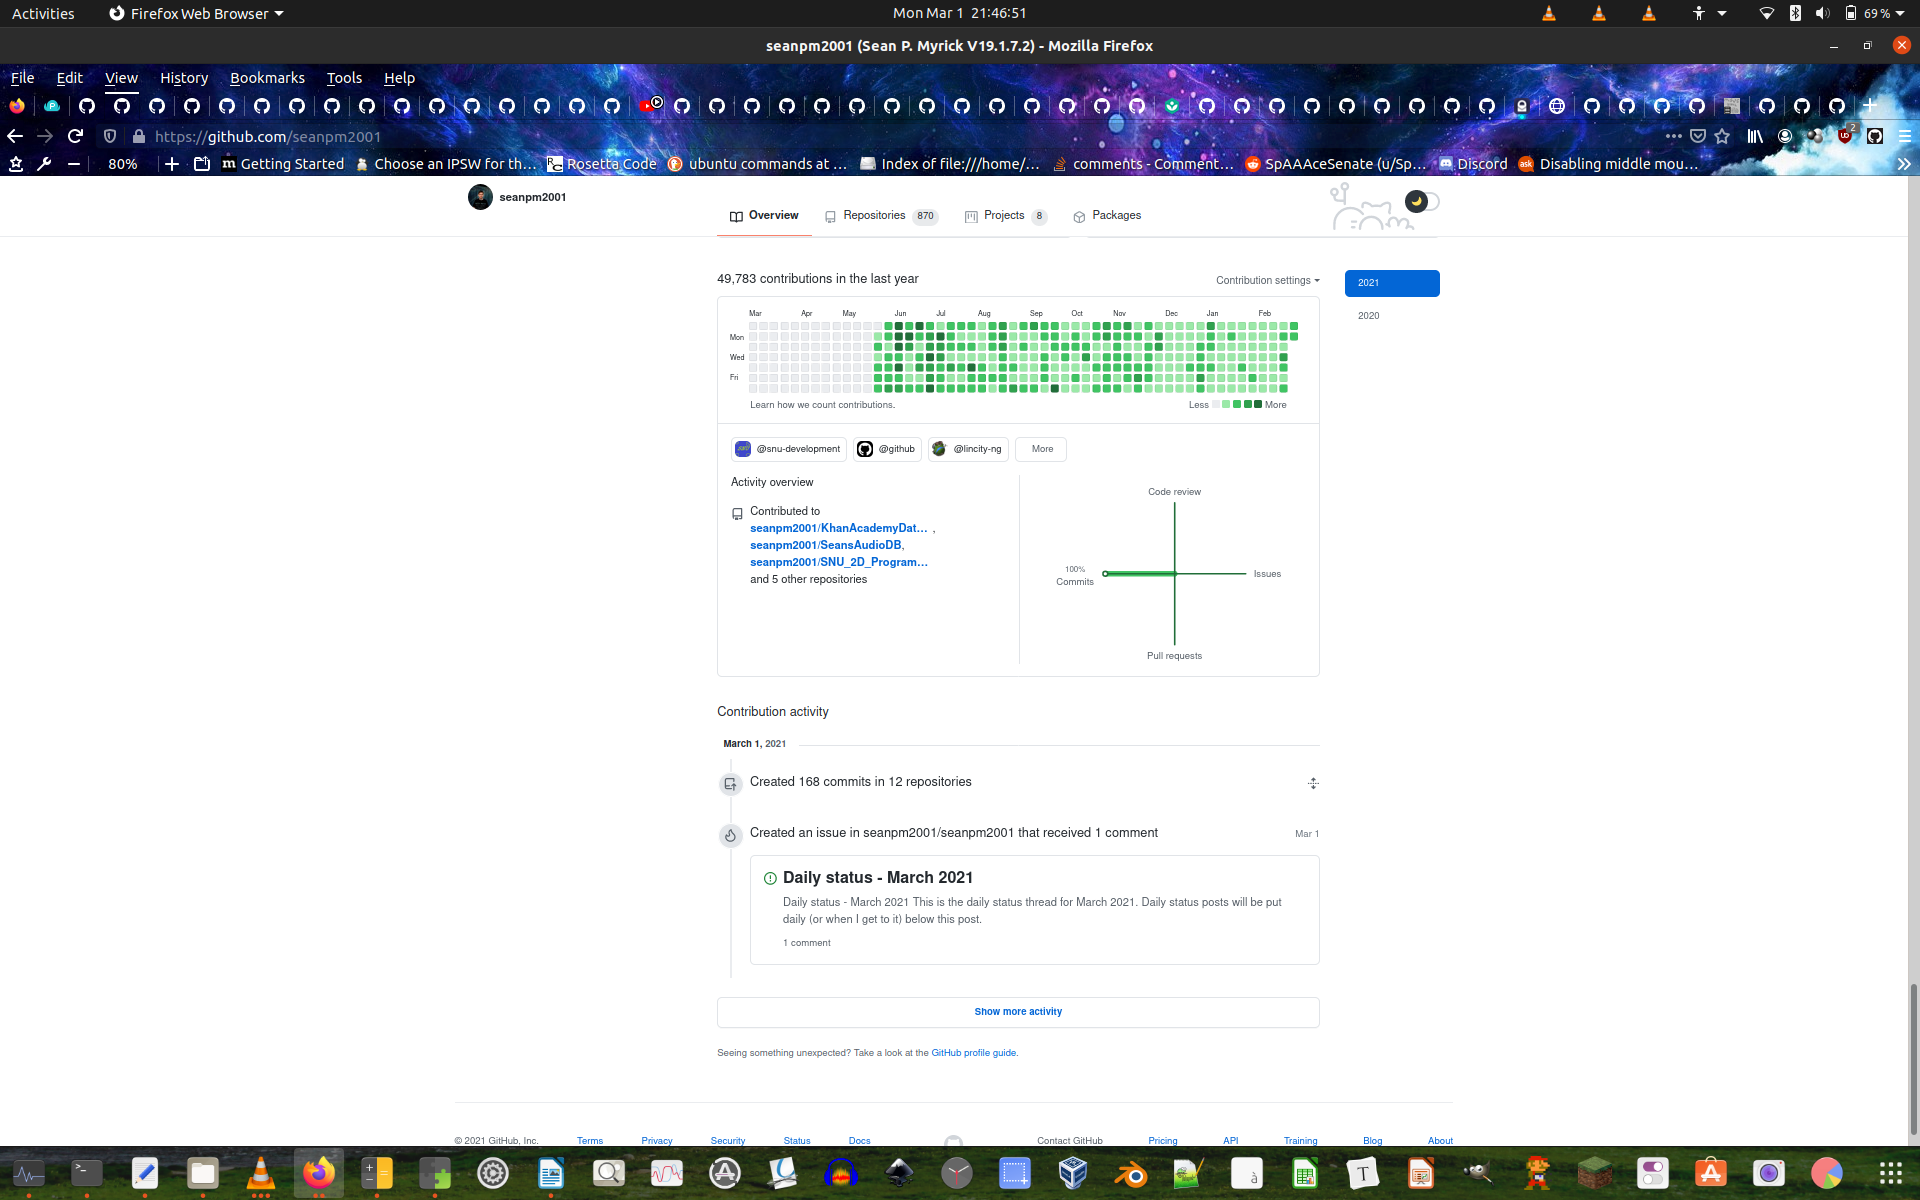 Activities
Firefox Web Browser
Mon Mar 1 21:46:51
69 %
seanpm2001 (Sean P. Myrick V19.1.7.2) - Mozilla Firefox
File Edit View History Bookmarks Tools Help
https://github.com/seanpm2001
2
80%
Getting Started
Choose an IPSW for th…
Rosetta Code
ubuntu commands at …
Index of file:///home/…
comments - Comment…
SpAAAceSenate (u/Sp…
Discord
Disabling middle mou…
seanpm2001
Overview
Repositories 870
Projects 8
Packages
49,783 contributions in the last year
Contribution settings
2021
2020
Mar Apr May Jun Jul Aug Sep Oct Nov Dec Jan Feb
Mon
Wed
Fri
Learn how we count contributions.
Less More
@snu-development
@github
@lincity-ng
More
Activity overview
Contributed to
seanpm2001/KhanAcademyDat… ,
seanpm2001/SeansAudioDB,
seanpm2001/SNU_2D_Program…
and 5 other repositories
Code review
100%
Commits
Issues
Pull requests
Contribution activity
March 1, 2021
Created 168 commits in 12 repositories
Created an issue in seanpm2001/seanpm2001 that received 1 comment
Mar 1
Daily status - March 2021
Daily status - March 2021 This is the daily status thread for March 2021. Daily status posts will be put
daily (or when I get to it) below this post.
1 comment
Show more activity
Seeing something unexpected? Take a look at the GitHub profile guide.
© 2021 GitHub, Inc.
Terms
Privacy
Security
Status
Docs
Contact GitHub
Pricing
API
Training
Blog
About